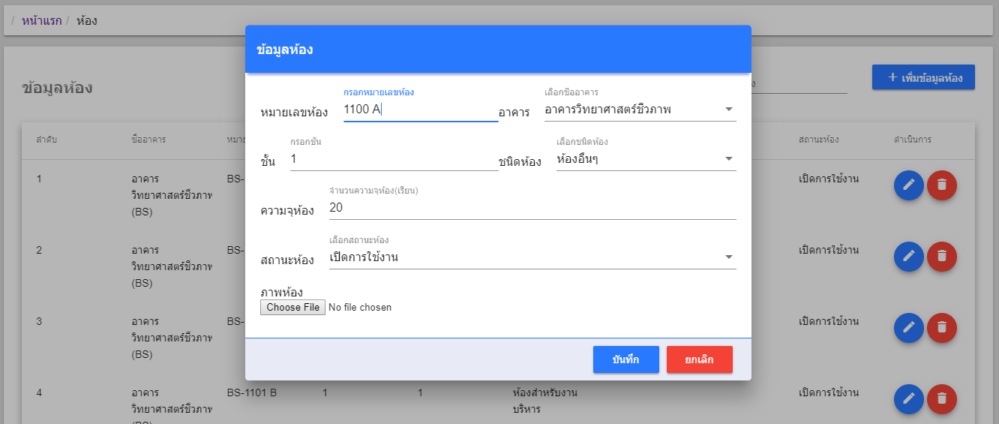 / หน้าแรก / ห้อง
ข้อมูลห้อง
+ เพิ่มข้อมูลห้อง
ลำดับ ชื่ออาคาร สถานะห้อง ดำเนินการ
1 อาคาร เปิดการใช้งาน
วิทยาศาสตร์ชีวภาพ
(BS)
2 อาคาร เปิดการใช้งาน
วิทยาศาสตร์ชีวภาพ
(BS)
3 อาคาร เปิดการใช้งาน
วิทยาศาสตร์ชีวภาพ
(BS)
4 อาคาร BS-1101 B 1 1 ห้องสำหรับงาน เปิดการใช้งาน
วิทยาศาสตร์ชีวภาพ บริหาร
ข้อมูลห้อง
กรอกหมายเลขห้อง เลือกชื่ออาคาร
หมายเลขห้อง 1100 A อาคาร อาคารวิทยาศาสตร์ชีวภาพ
กรอกชั้น เลือกชนิดห้อง
ชั้น 1 ชนิดห้อง ห้องอื่นๆ
จำนวนความจุห้อง(เรียน)
ความจุห้อง 20
เลือกสถานะห้อง
สถานะห้อง เปิดการใช้งาน
ภาพห้อง
Choose File No file chosen
บันทึก ยกเลิก